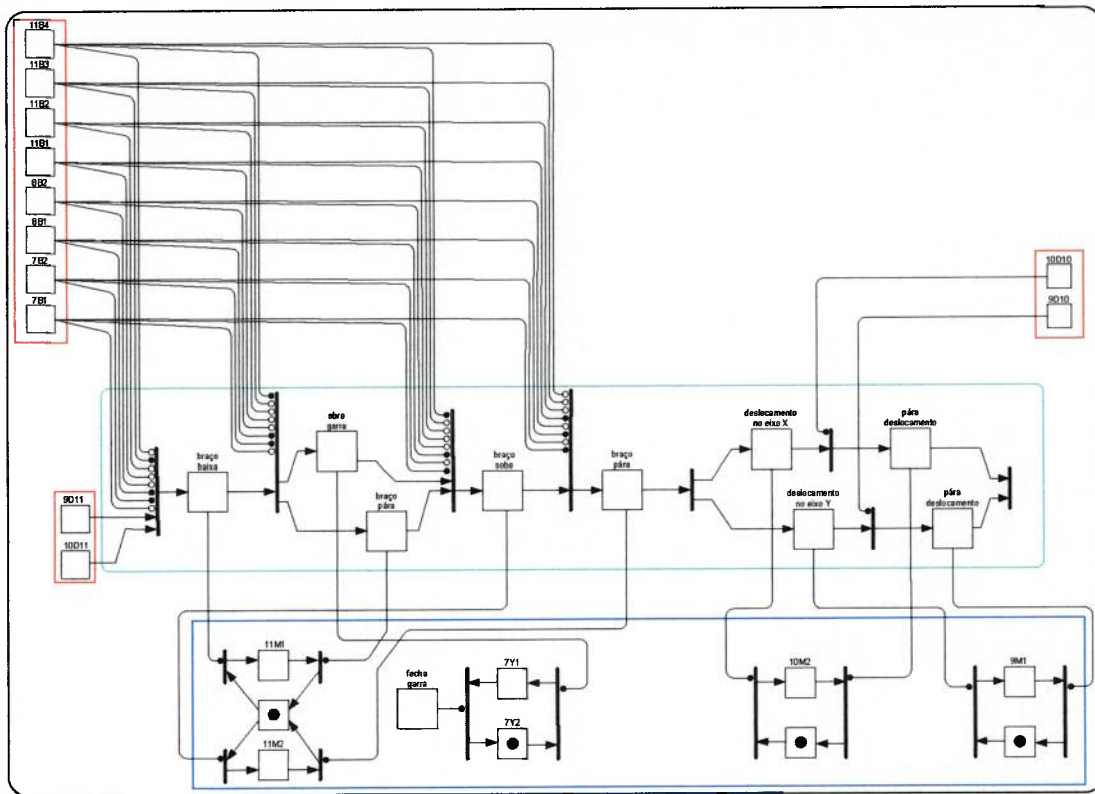 11B4
11B3
11B2
11B1
8B2
8B1
7B2
7B1
10D10
9D10
9D11
10D11
braço
baixa
abre
garra
braço
pára
braço
sobe
braço
pára
deslocamento
no eixo X
deslocamento
no eixo Y
pára
deslocamento
pára
deslocamento
11M1
11M2
fecha
garra
7Y1
7Y2
10M2
9M1